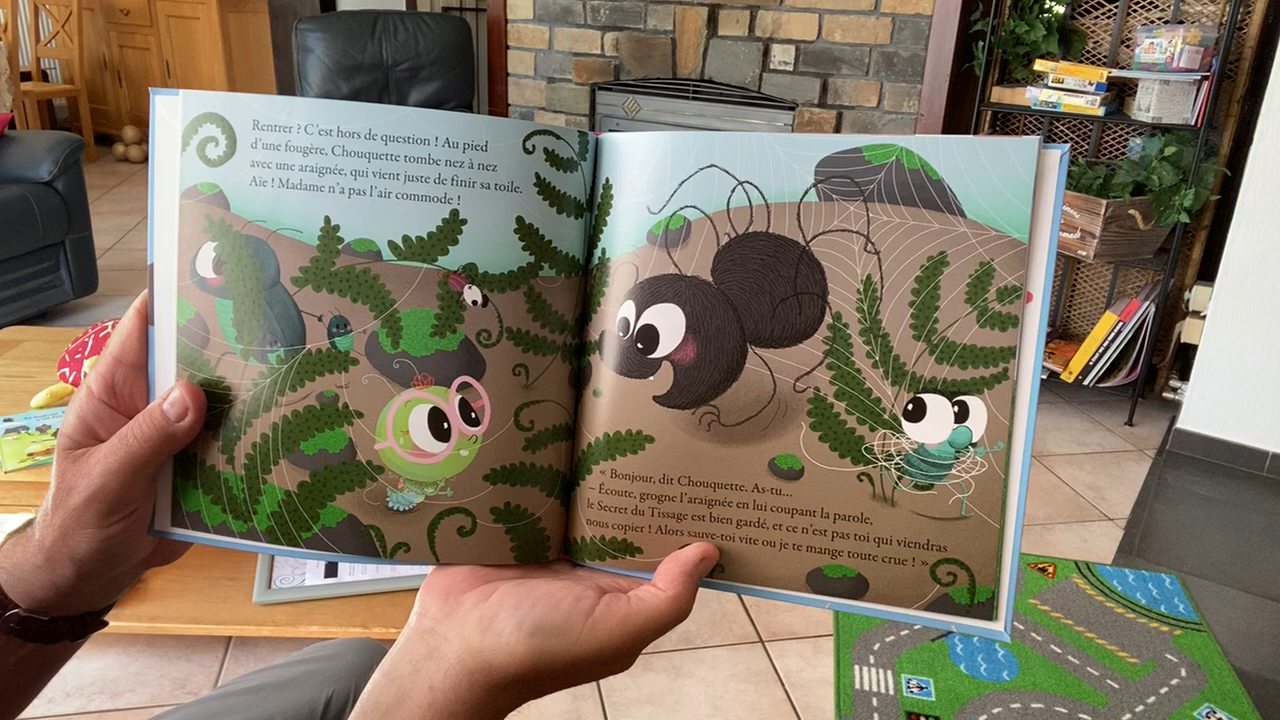 Rentrer ? C'est hors de question ! Au pied
d'une fougère, Chouquette tombe nez à nez
avec une araignée, qui vient juste de finir sa toile.
Aïe ! Madame n'a pas l'air commode !
« Bonjour, dit Chouquette. As-tu...
– Écoute, grogne l'araignée en lui coupant la parole,
le Secret du Tissage est bien gardé, et ce n'est pas toi qui viendras
nous copier ! Alors sauve-toi vite ou je te mange toute crue ! »